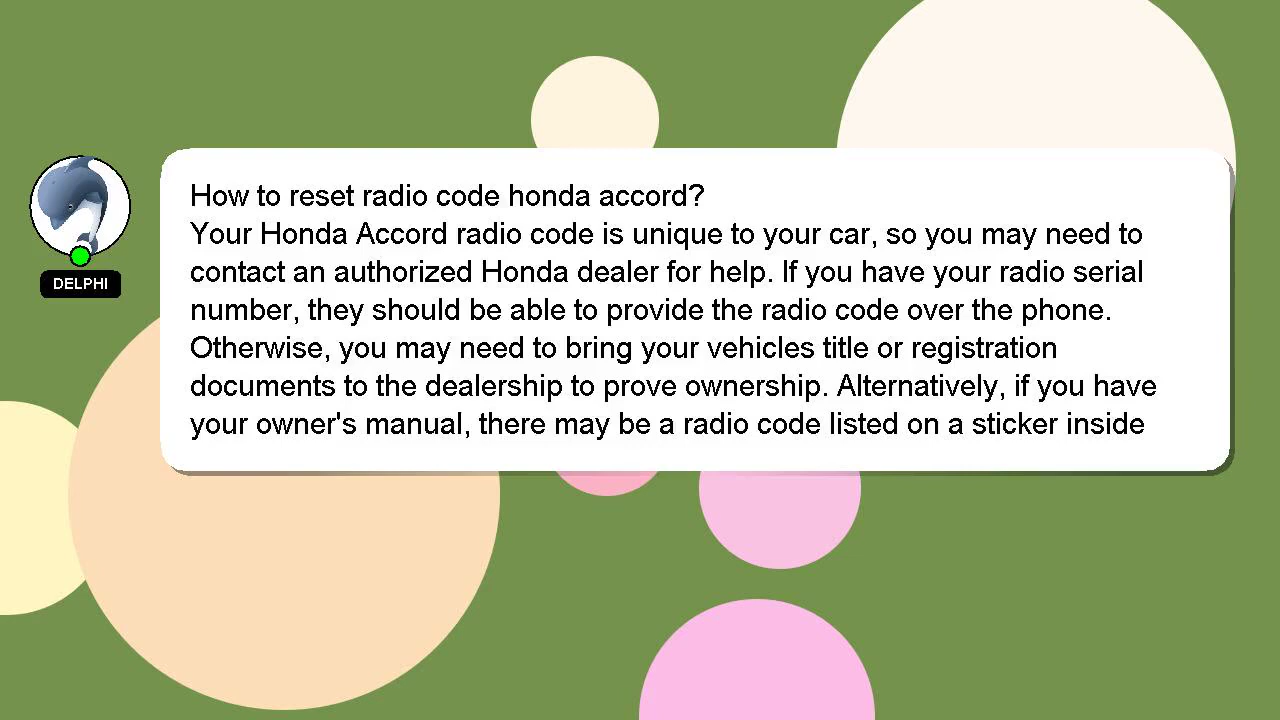 How to reset radio code honda accord?
Your Honda Accord radio code is unique to your car, so you may need to
contact an authorized Honda dealer for help. If you have your radio serial
number, they should be able to provide the radio code over the phone.
Otherwise, you may need to bring your vehicles title or registration
documents to the dealership to prove ownership. Alternatively, if you have
your owner's manual, there may be a radio code listed on a sticker inside
DELPHI